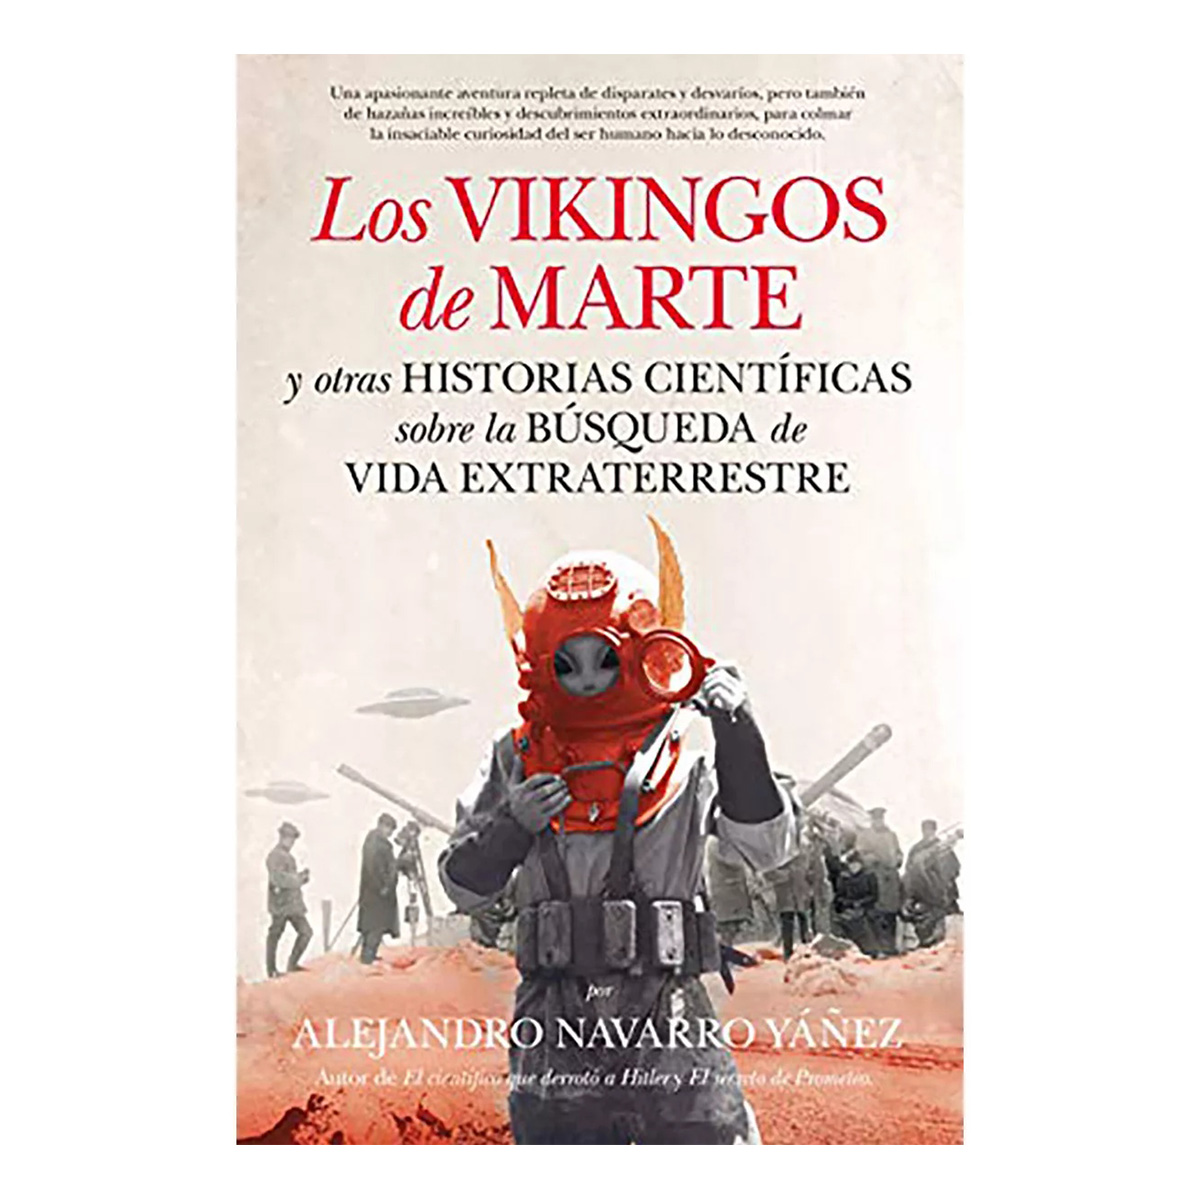 Una apasionante aventura repleta de disparates y desvaríos, pero también
de hazañas increíbles y descubrimientos extraordinarios, para colmar
la insaciable curiosidad del ser humano hacia lo desconocido.
Los VIKINGOS
de MARTE
y otras HISTORIAS CIENTÍFICAS
sobre la BÚSQUEDA de
VIDA EXTRATERRESTRE
por
ALEJANDRO NAVARRO YÁÑEZ
Autor de El científico que derrotó a Hitler y El secreto de Prometeo.